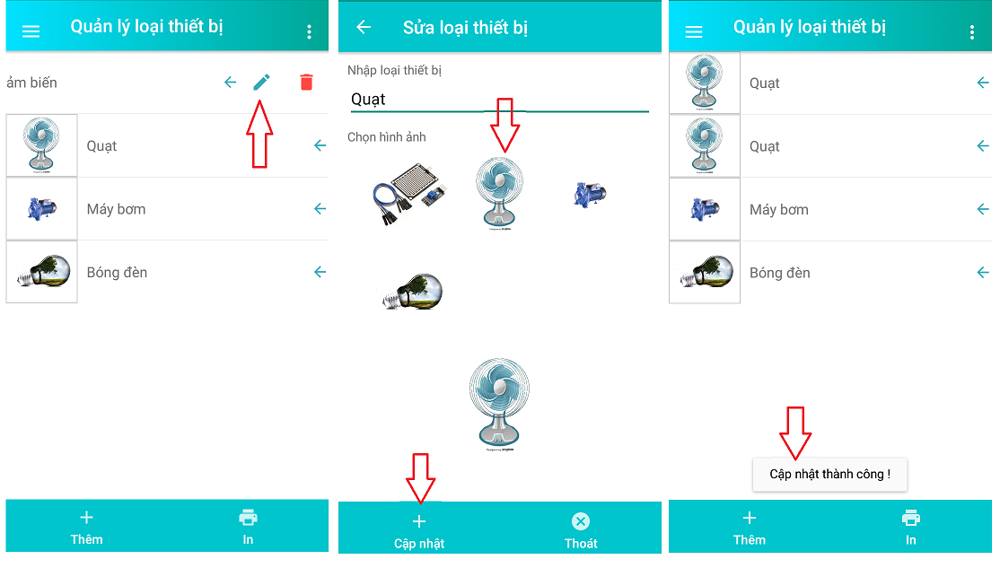 Quản lý loại thiết bị
ảm biến
Quạt
Máy bơm
Bóng đèn
Thêm
In
Sửa loại thiết bị
Nhập loại thiết bị
Quạt
Chọn hình ảnh
Cập nhật
Thoát
Quản lý loại thiết bị
Quạt
Quạt
Máy bơm
Bóng đèn
Cập nhật thành công !
Thêm
In